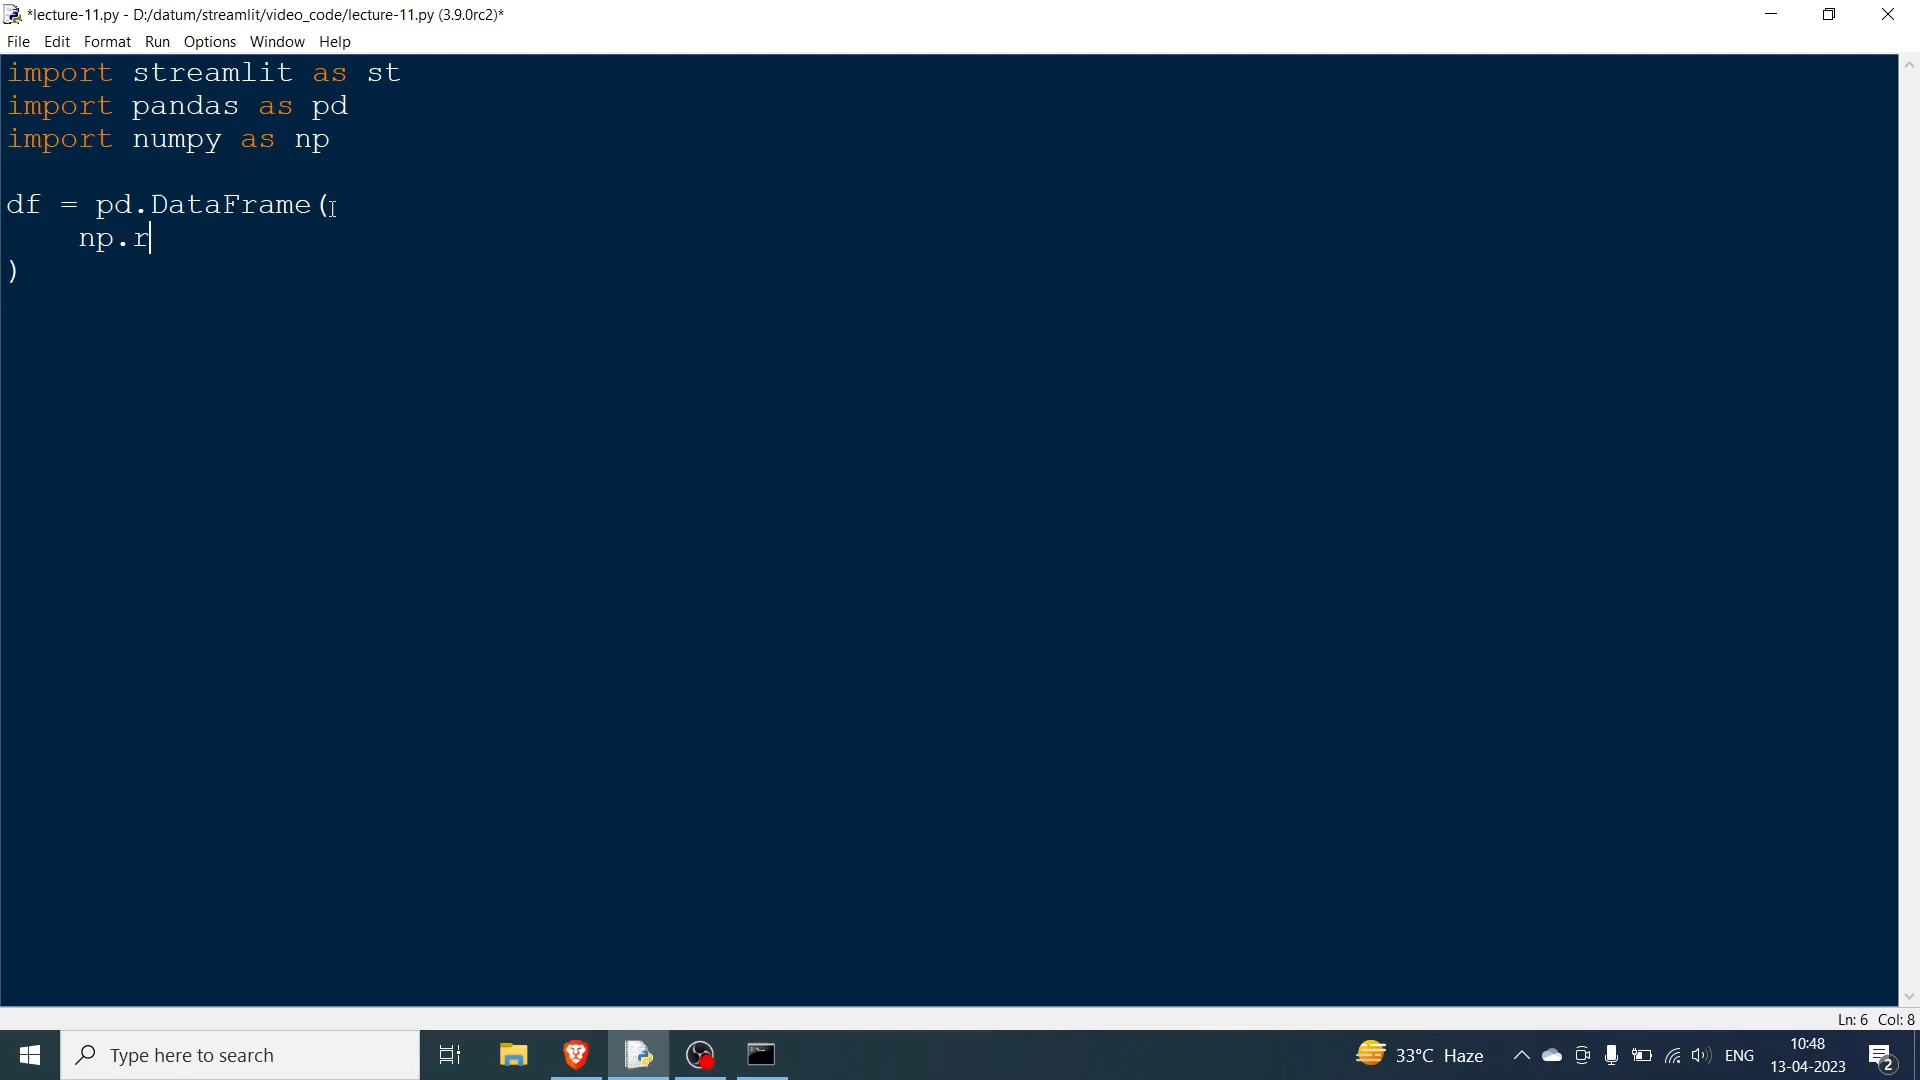 *lecture-11.py - D:/datum/streamlit/video_code/lecture-11.py (3.9.0rc2)*
File Edit Format Run Options Window Help
import streamlit as st
import pandas as pd
import numpy as np
df = pd.DataFrame(
    np.r
)
Ln: 6 Col: 8
Type here to search
33°C Haze
ENG
10:48
13-04-2023
2